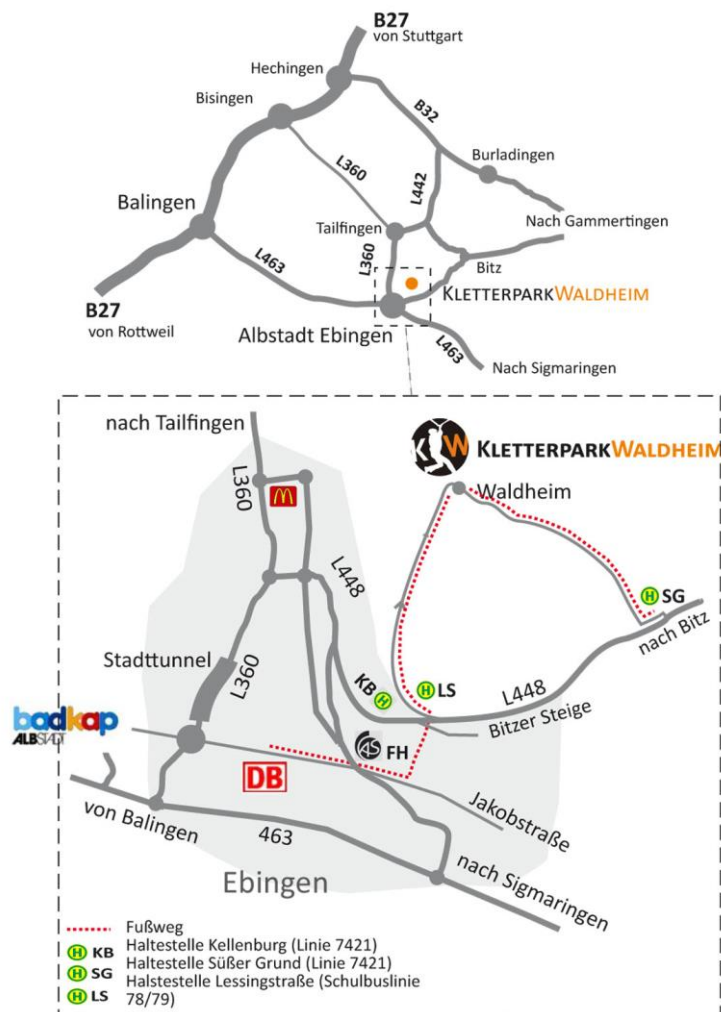 B27
von Stuttgart
Hechingen
Bisingen
B32
Burladingen
L360
L442
Balingen
Nach Gammertingen
Tailfingen
L463
L360
Bitz
KLETTERPARKWALDHEIM
B27
von Rottweil
Albstadt Ebingen
L463
Nach Sigmaringen
nach Tailfingen
K W KLETTERPARKWALDHEIM
L360
Waldheim
L448
H SG
nach Bitz
Stadttunnel
L360
KB H
H LS
L448
Bitzer Steige
badkap
ALBSTADT
AS FH
DB
Jakobstraße
von Balingen
463
nach Sigmaringen
Ebingen
Fußweg
H KB Haltestelle Kellenburg (Linie 7421)
H SG Haltestelle Süßer Grund (Linie 7421)
H LS Halstestelle Lessingstraße (Schulbuslinie
78/79)